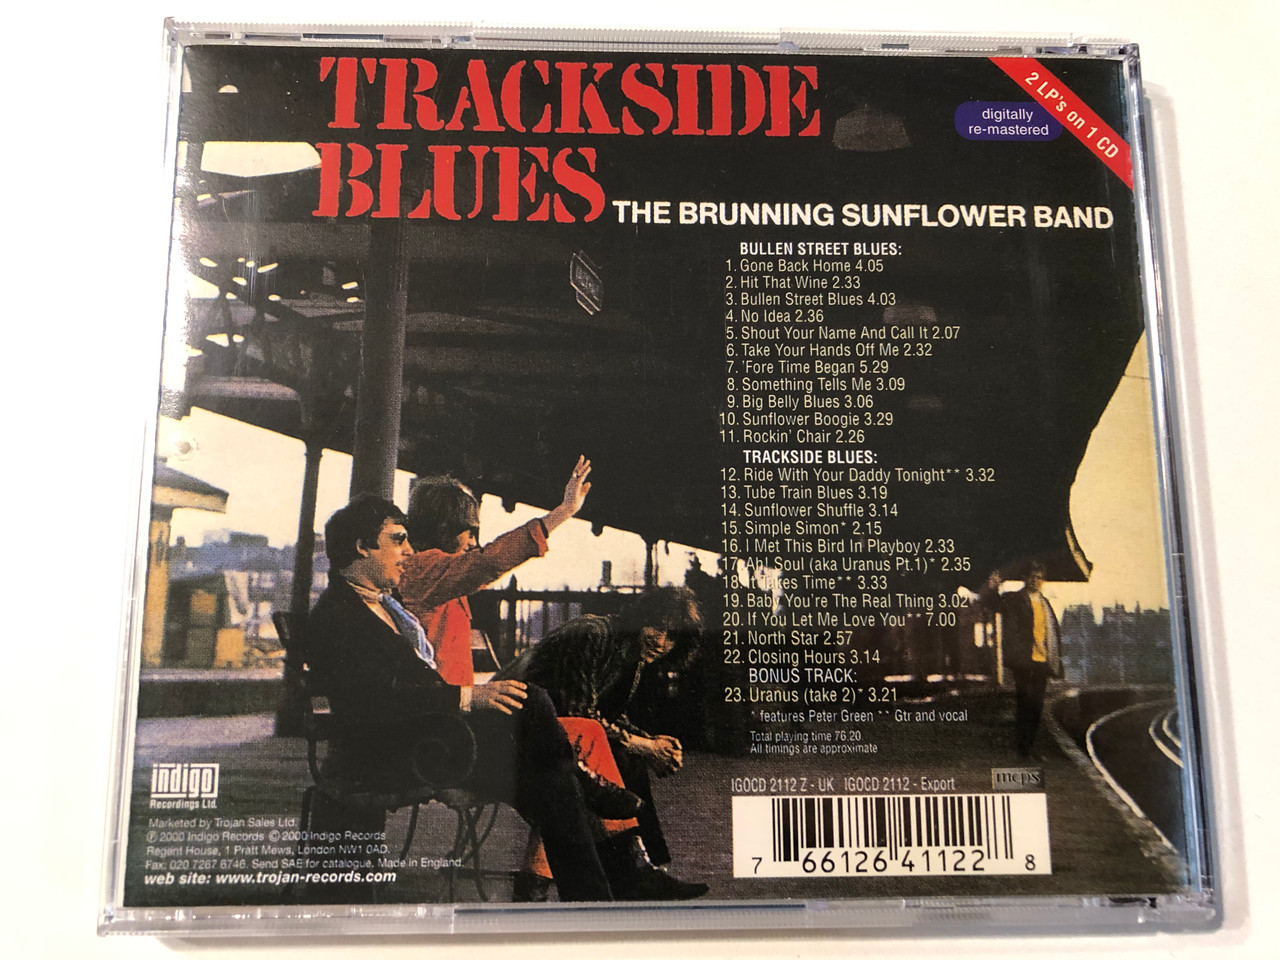 TRACKSIDE
BLUES
THE BRUNNING SUNFLOWER BAND
2 LP's on 1 CD
digitally
re-mastered
BULLEN STREET BLUES:
1. Gone Back Home 4.05
2. Hit That Wine 2.33
3. Bullen Street Blues 4.03
4. No Idea 2.36
5. Shout Your Name And Call It 2.07
6. Take Your Hands Off Me 2.32
7. 'Fore Time Began 5.29
8. Something Tells Me 3.09
9. Big Belly Blues 3.06
10. Sunflower Boogie 3.29
11. Rockin' Chair 2.26
TRACKSIDE BLUES:
12. Ride With Your Daddy Tonight** 3.32
13. Tube Train Blues 3.19
14. Sunflower Shuffle 3.14
15. Simple Simon* 2.15
16. I Met This Bird In Playboy 2.33
17. Ah! Soul (aka Uranus Pt.1)* 2.35
18. It Takes Time** 3.33
19. Baby You're The Real Thing 3.02
20. If You Let Me Love You** 7.00
21. North Star 2.57
22. Closing Hours 3.14
BONUS TRACK:
23. Uranus (take 2)* 3.21
* features Peter Green ** Gtr and vocal
Total playing time 76.20.
All timings are approximate
IGOCD 2112 Z - UK IGOCD 2112 - Export
mcps
7 66126 41122 8
indigo
Recordings Ltd.
Marketed by Trojan Sales Ltd.
℗ 2000 Indigo Records © 2000 Indigo Records
Regent House, 1 Pratt Mews, London NW1 0AD.
Fax: 020 7267 6746. Send SAE for catalogue. Made in England.
web site: www.trojan-records.com